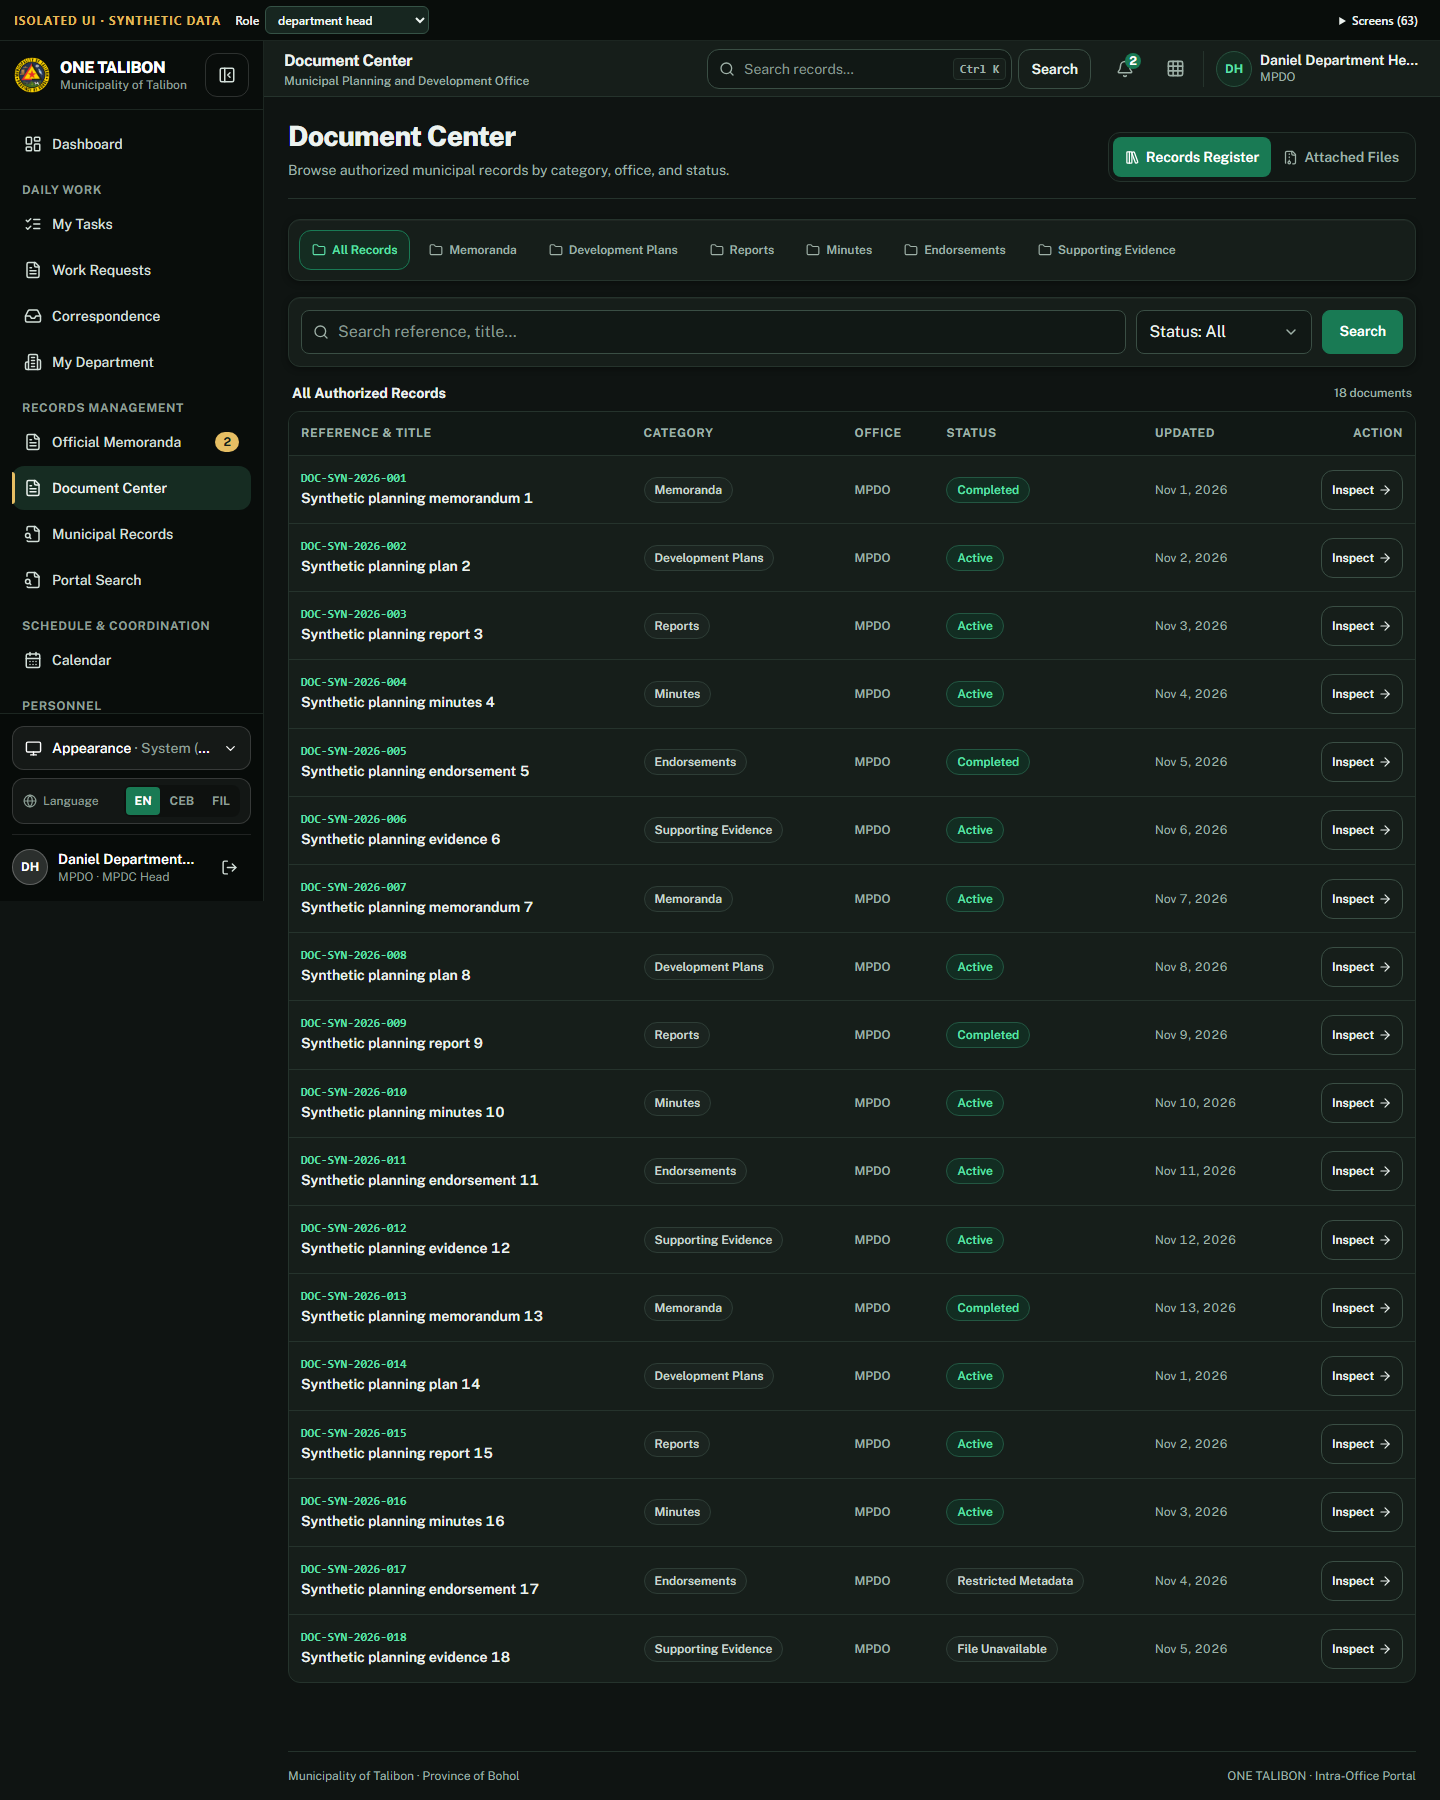 ISOLATED UI · SYNTHETIC DATA Role department head Screens (63)
ONE TALIBON
Municipality of Talibon
Document Center
Municipal Planning and Development Office
Search records... Ctrl K Search 2 DH Daniel Department He...
MPDO
Dashboard
DAILY WORK
My Tasks
Work Requests
Correspondence
My Department
RECORDS MANAGEMENT
Official Memoranda 2
Document Center
Municipal Records
Portal Search
SCHEDULE & COORDINATION
Calendar
PERSONNEL
Appearance · System (...
Language EN CEB FIL
DH Daniel Department...
MPDO · MPDC Head
Document Center
Browse authorized municipal records by category, office, and status.
Records Register Attached Files
All Records Memoranda Development Plans Reports Minutes Endorsements Supporting Evidence
Search reference, title... Status: All Search
All Authorized Records 18 documents
REFERENCE & TITLE CATEGORY OFFICE STATUS UPDATED ACTION
DOC-SYN-2026-001
Synthetic planning memorandum 1 Memoranda MPDO Completed Nov 1, 2026 Inspect →
DOC-SYN-2026-002
Synthetic planning plan 2 Development Plans MPDO Active Nov 2, 2026 Inspect →
DOC-SYN-2026-003
Synthetic planning report 3 Reports MPDO Active Nov 3, 2026 Inspect →
DOC-SYN-2026-004
Synthetic planning minutes 4 Minutes MPDO Active Nov 4, 2026 Inspect →
DOC-SYN-2026-005
Synthetic planning endorsement 5 Endorsements MPDO Completed Nov 5, 2026 Inspect →
DOC-SYN-2026-006
Synthetic planning evidence 6 Supporting Evidence MPDO Active Nov 6, 2026 Inspect →
DOC-SYN-2026-007
Synthetic planning memorandum 7 Memoranda MPDO Active Nov 7, 2026 Inspect →
DOC-SYN-2026-008
Synthetic planning plan 8 Development Plans MPDO Active Nov 8, 2026 Inspect →
DOC-SYN-2026-009
Synthetic planning report 9 Reports MPDO Completed Nov 9, 2026 Inspect →
DOC-SYN-2026-010
Synthetic planning minutes 10 Minutes MPDO Active Nov 10, 2026 Inspect →
DOC-SYN-2026-011
Synthetic planning endorsement 11 Endorsements MPDO Active Nov 11, 2026 Inspect →
DOC-SYN-2026-012
Synthetic planning evidence 12 Supporting Evidence MPDO Active Nov 12, 2026 Inspect →
DOC-SYN-2026-013
Synthetic planning memorandum 13 Memoranda MPDO Completed Nov 13, 2026 Inspect →
DOC-SYN-2026-014
Synthetic planning plan 14 Development Plans MPDO Active Nov 1, 2026 Inspect →
DOC-SYN-2026-015
Synthetic planning report 15 Reports MPDO Active Nov 2, 2026 Inspect →
DOC-SYN-2026-016
Synthetic planning minutes 16 Minutes MPDO Active Nov 3, 2026 Inspect →
DOC-SYN-2026-017
Synthetic planning endorsement 17 Endorsements MPDO Restricted Metadata Nov 4, 2026 Inspect →
DOC-SYN-2026-018
Synthetic planning evidence 18 Supporting Evidence MPDO File Unavailable Nov 5, 2026 Inspect →
Municipality of Talibon · Province of Bohol ONE TALIBON · Intra-Office Portal